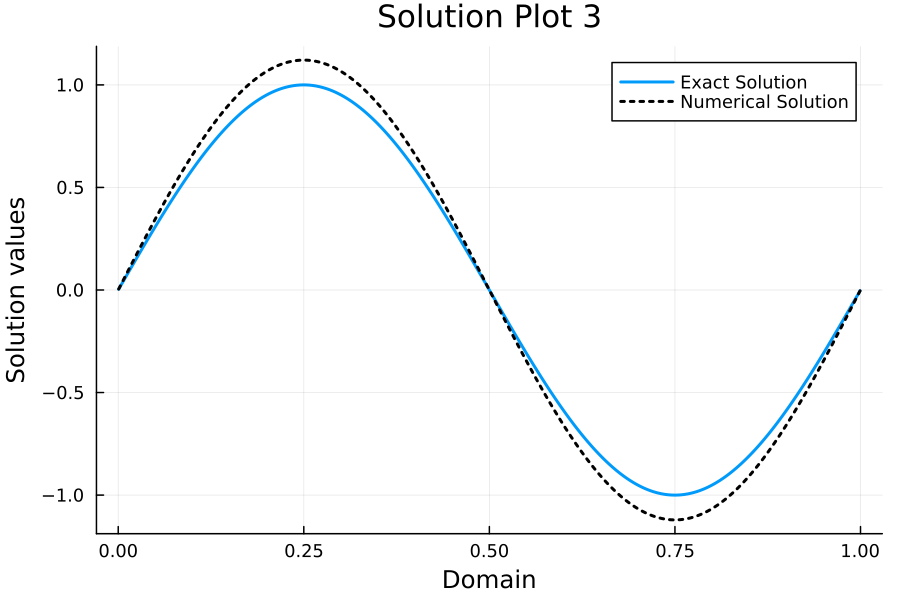 Solution Plot 3
Exact Solution
Numerical Solution
Solution values
1.0
0.5
0.0
−0.5
−1.0
0.00 0.25 0.50 0.75 1.00
Domain